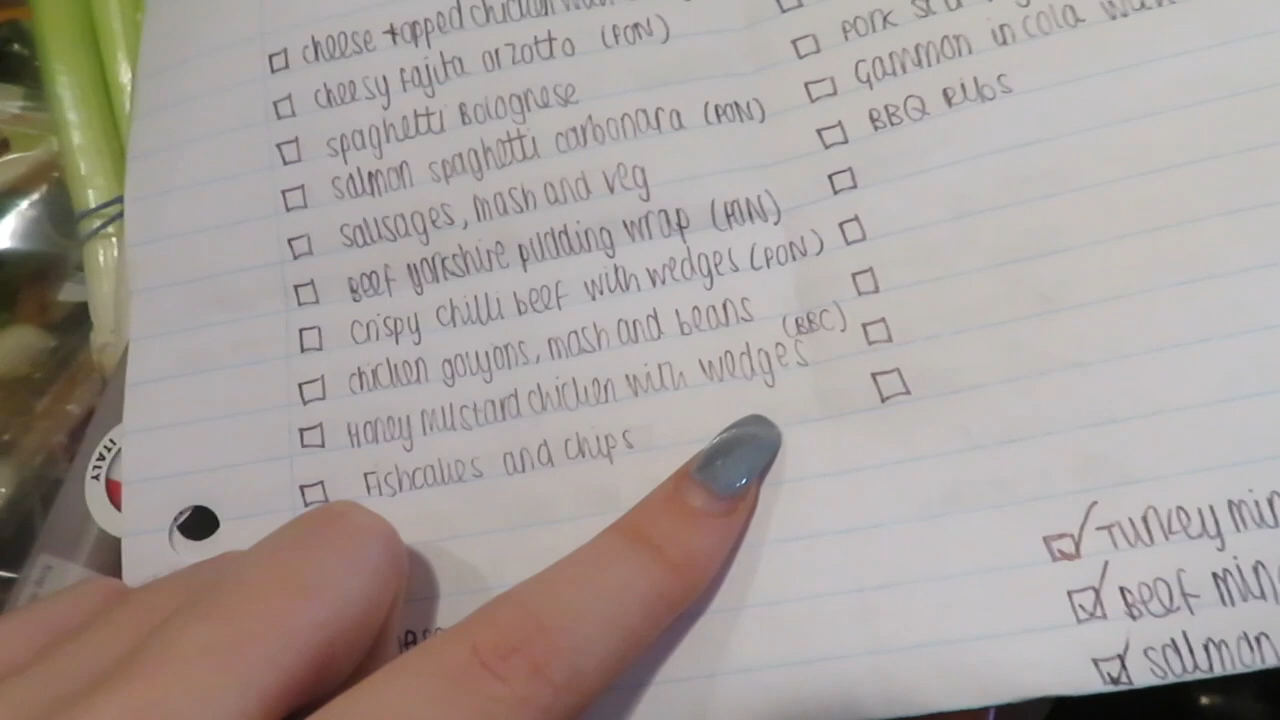 cheese topped chicken
cheesy fajita orzotto (PON)
spaghetti Bolognese
salmon spaghetti carbonara (PON)
sausages, mash and veg
Beef yorkshire pudding wrap (PON)
crispy chilli beef with wedges (PON)
chicken goujons, mash and beans
Honey mustard chicken with wedges (BBC)
Fishcakes and chips
pork
Gammon in cola
BBQ Ribs
Turkey
Beef
salmon
ITALY